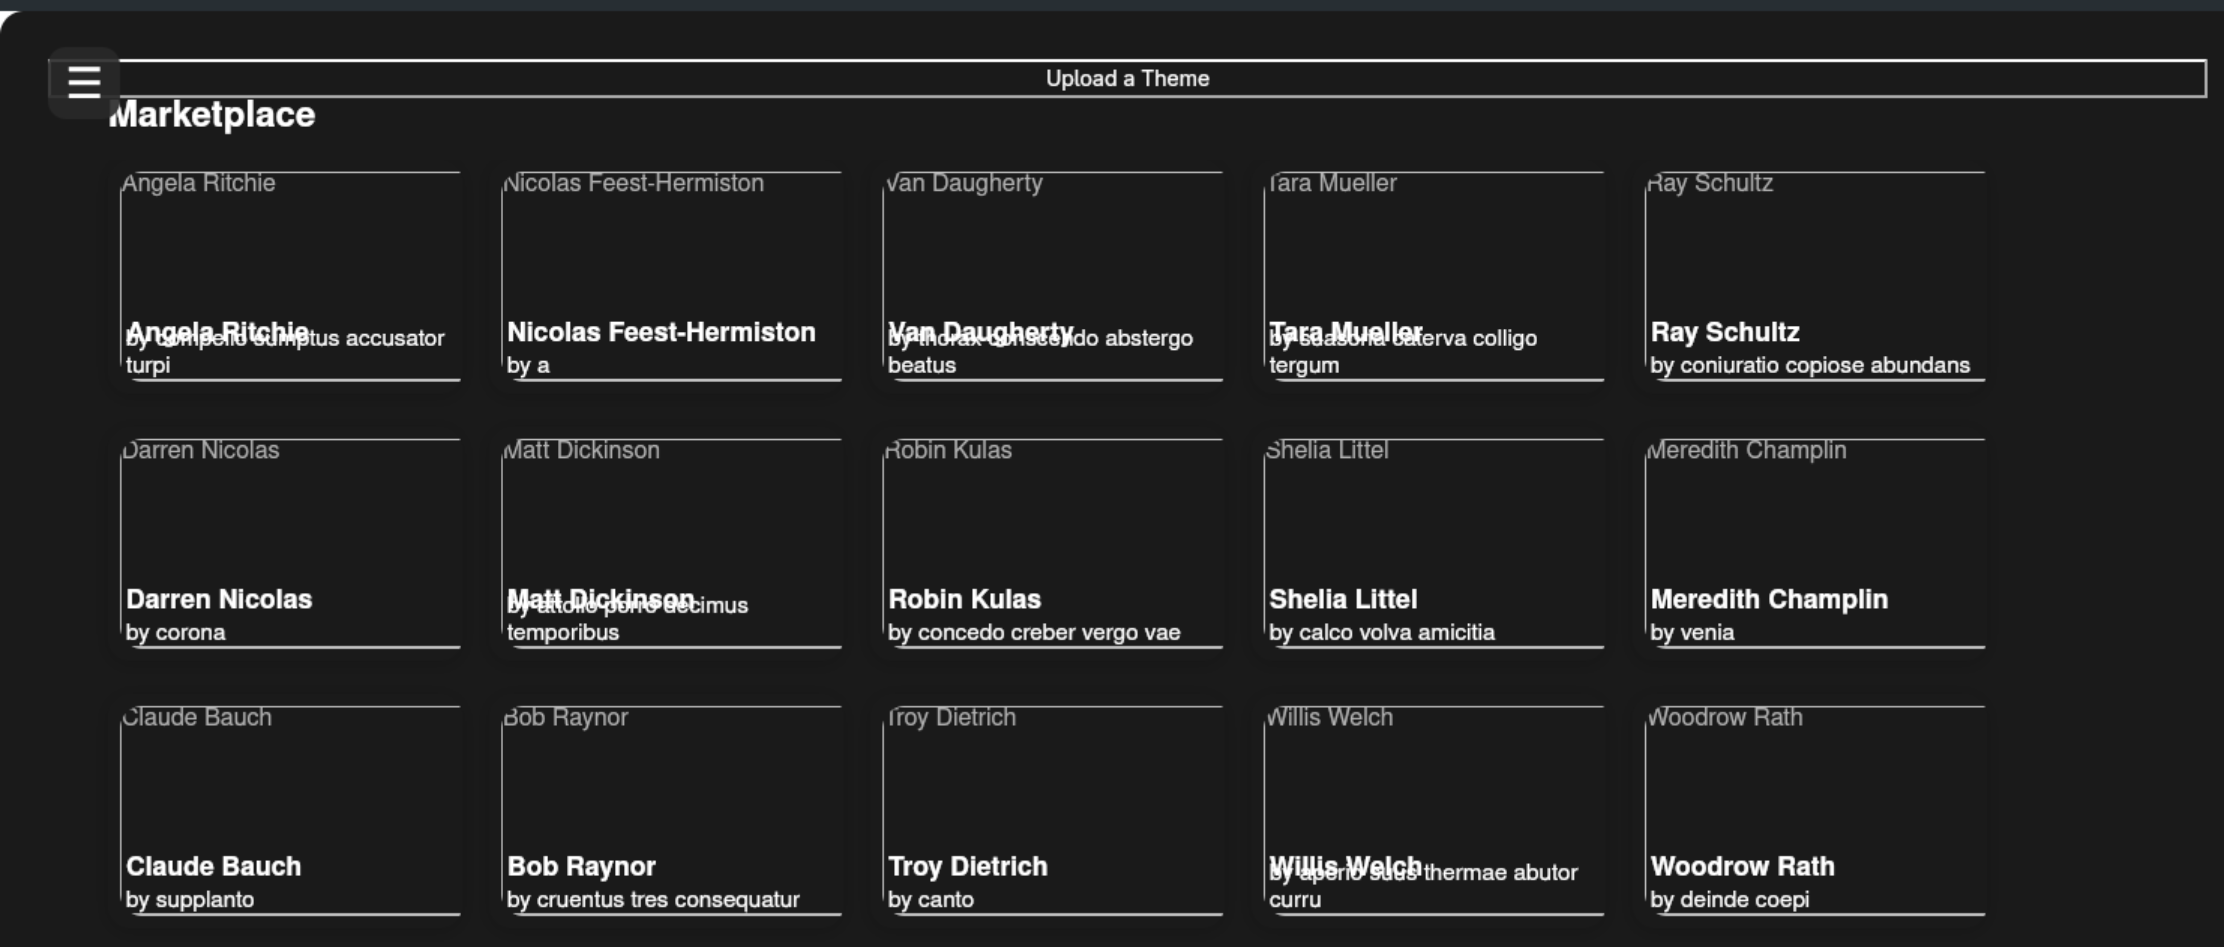 Upload a Theme
Marketplace
Angela Ritchie
Nicolas Feest-Hermiston
Van Daugherty
Tara Mueller
Ray Schultz
Angela Ritchie
by compello sumptus accusator
turpi
Nicolas Feest-Hermiston
by a
Van Daugherty
by thorax conscendo abstergo
beatus
Tara Mueller
by suasoria caterva colligo
tergum
Ray Schultz
by coniuratio copiose abundans
Darren Nicolas
Matt Dickinson
Robin Kulas
Shelia Littel
Meredith Champlin
Darren Nicolas
by corona
Matt Dickinson
by attollo porro decimus
temporibus
Robin Kulas
by concedo creber vergo vae
Shelia Littel
by calco volva amicitia
Meredith Champlin
by venia
Claude Bauch
Bob Raynor
Troy Dietrich
Willis Welch
Woodrow Rath
Claude Bauch
by supplanto
Bob Raynor
by cruentus tres consequatur
Troy Dietrich
by canto
Willis Welch
by aperio suus thermae abutor
curru
Woodrow Rath
by deinde coepi